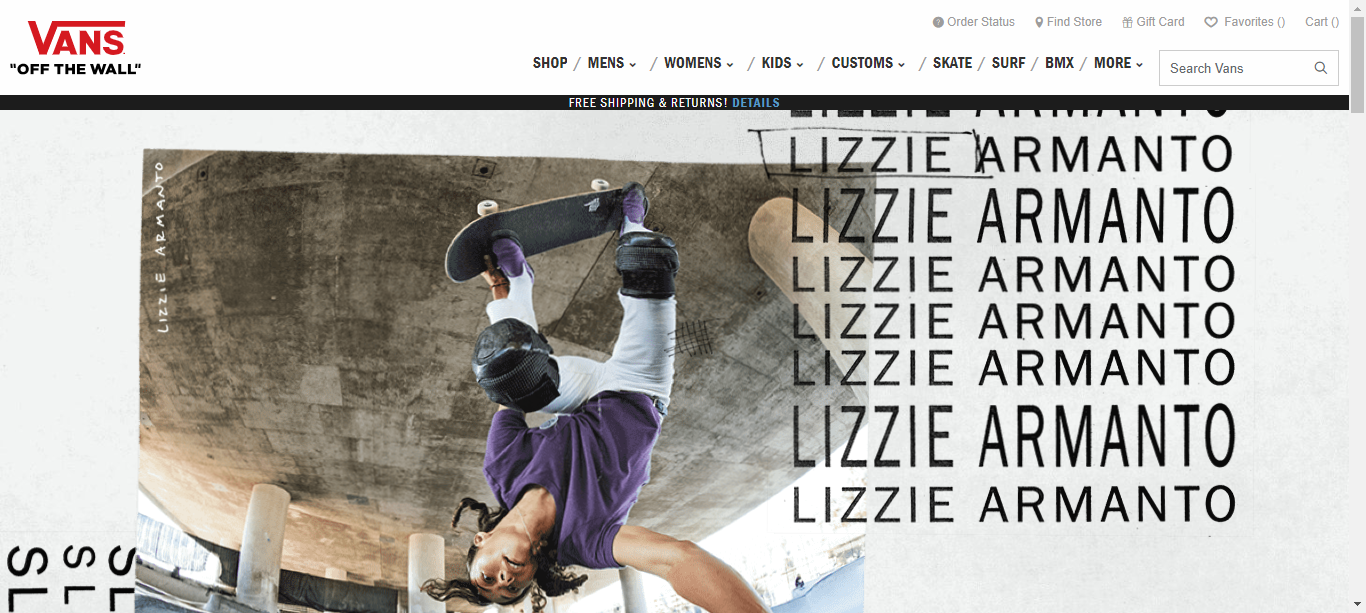 Order Status
Find Store
Gift Card
Favorites ()
Cart ()
VANS
"OFF THE WALL"
SHOP / MENS / WOMENS / KIDS / CUSTOMS / SKATE / SURF / BMX / MORE
Search Vans
FREE SHIPPING & RETURNS! DETAILS
LIZZIE ARMANTO
LIZZIE ARMANTO
LIZZIE ARMANTO
LIZZIE ARMANTO
LIZZIE ARMANTO
LIZZIE ARMANTO
LIZZIE ARMANTO
LIZZIE ARMANTO
LIZZIE ARMANTO